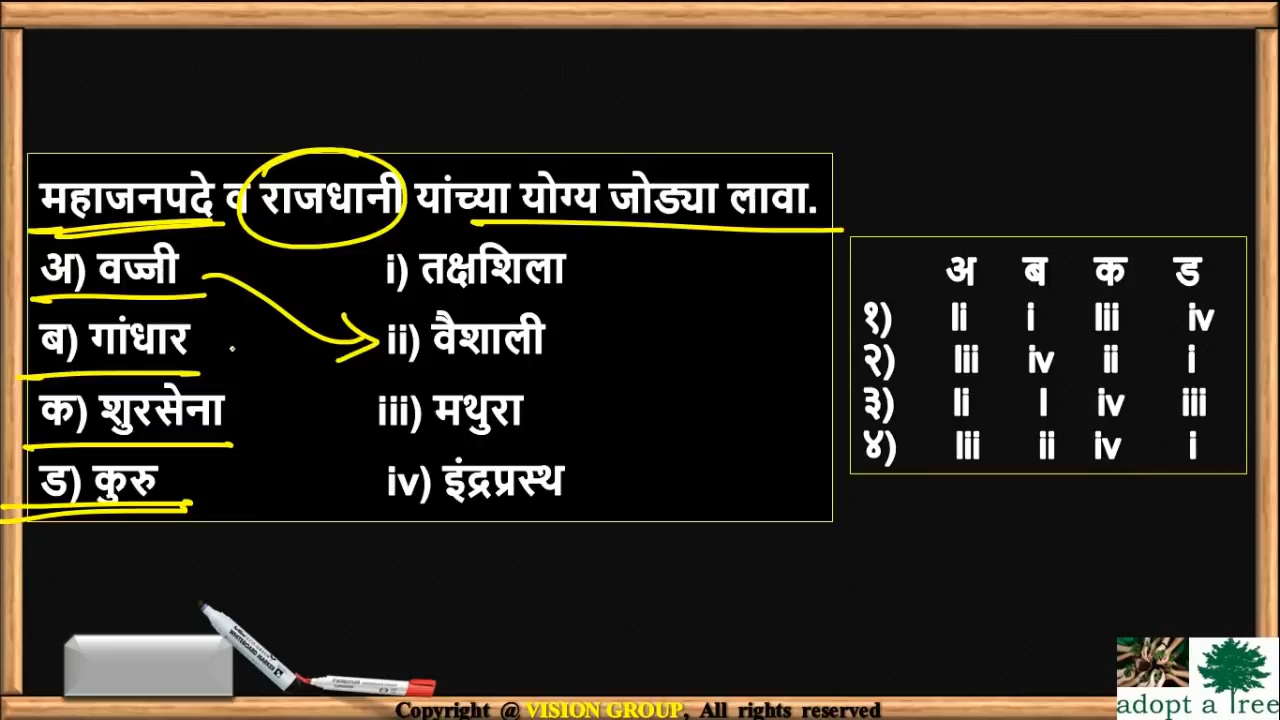 महाजनपदे व राजधानी यांच्या योग्य जोड्या लावा.
अ) वज्जी i) तक्षशिला
ब) गांधार ii) वैशाली
क) शुरसेना iii) मथुरा
ड) कुरु iv) इंद्रप्रस्थ
अ ब क ड
१) Ii i Iii iv
२) Iii iv ii i
३) Ii I iv iii
४) Iii ii iv i
adopt a Tree
Copyright @ VISION GROUP, All rights reserved